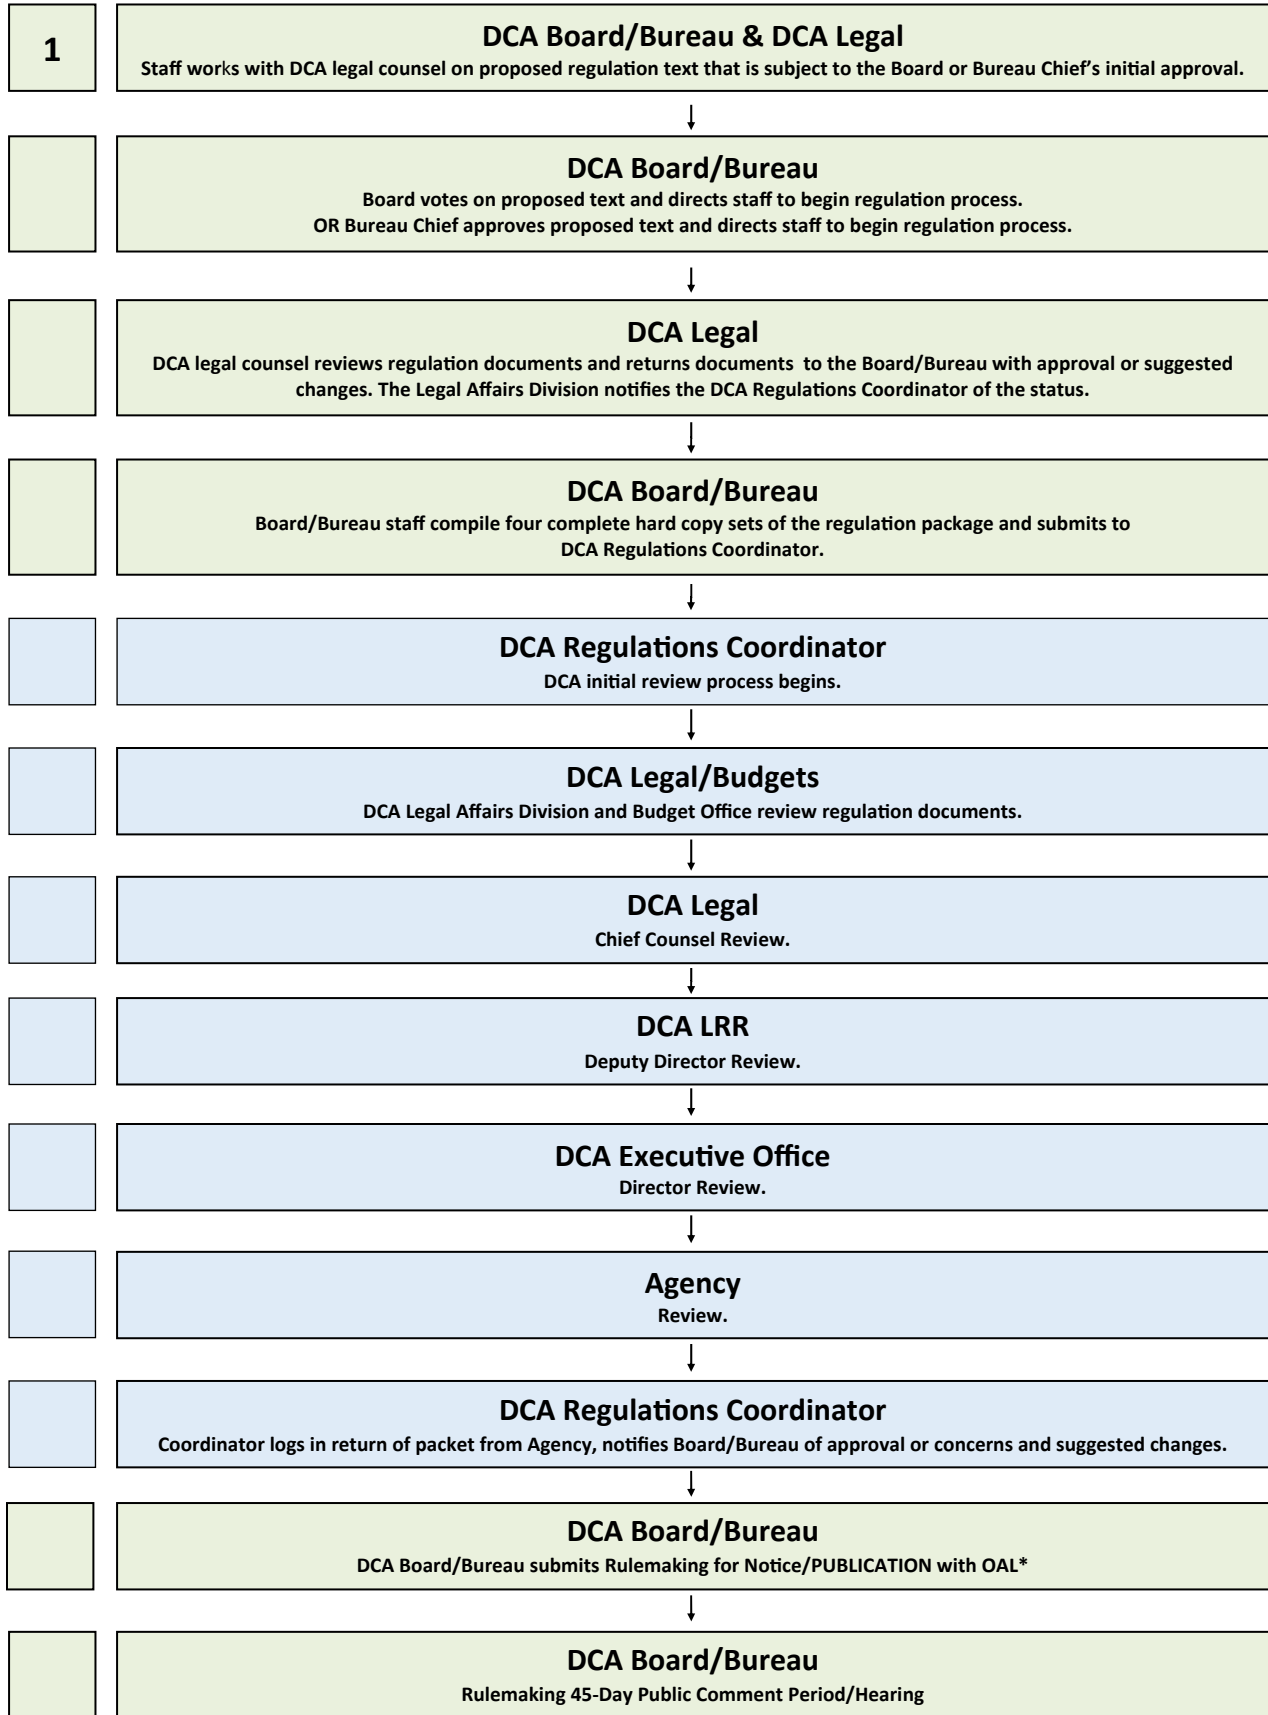 1
DCA Board/Bureau & DCA Legal
Staff works with DCA legal counsel on proposed regulation text that is subject to the Board or Bureau Chief’s initial approval.
DCA Board/Bureau
Board votes on proposed text and directs staff to begin regulation process.
OR Bureau Chief approves proposed text and directs staff to begin regulation process.
DCA Legal
DCA legal counsel reviews regulation documents and returns documents to the Board/Bureau with approval or suggested
changes. The Legal Affairs Division notifies the DCA Regulations Coordinator of the status.
DCA Board/Bureau
Board/Bureau staff compile four complete hard copy sets of the regulation package and submits to
DCA Regulations Coordinator.
DCA Regulations Coordinator
DCA initial review process begins.
DCA Legal/Budgets
DCA Legal Affairs Division and Budget Office review regulation documents.
DCA Legal
Chief Counsel Review.
DCA LRR
Deputy Director Review.
DCA Executive Office
Director Review.
Agency
Review.
DCA Regulations Coordinator
Coordinator logs in return of packet from Agency, notifies Board/Bureau of approval or concerns and suggested changes.
DCA Board/Bureau
DCA Board/Bureau submits Rulemaking for Notice/PUBLICATION with OAL*
DCA Board/Bureau
Rulemaking 45-Day Public Comment Period/Hearing